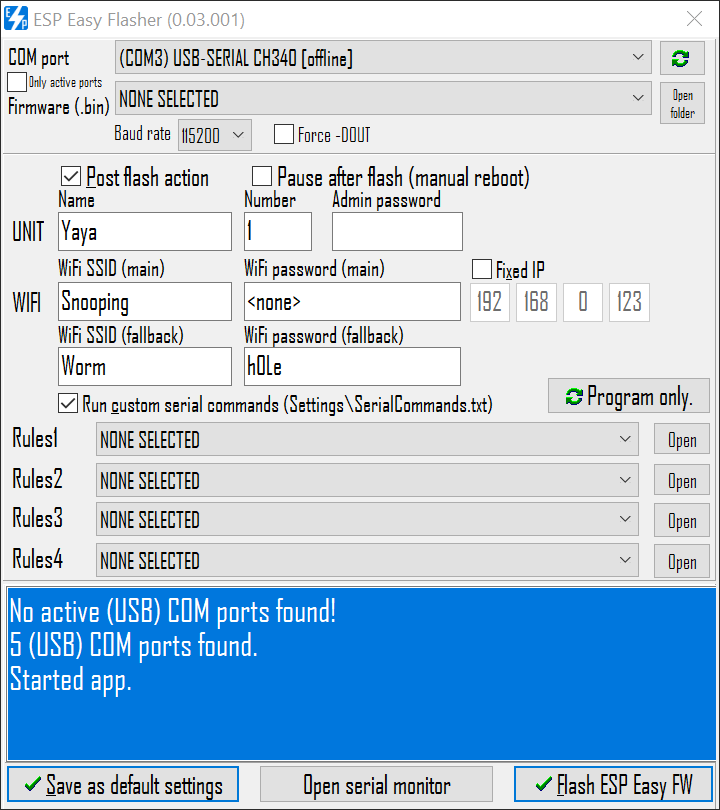 ESP Easy Flasher (0.03.001)
COM port
(COM3) USB-SERIAL CH340 [offline]
Only active ports
Firmware (.bin)
NONE SELECTED
Open folder
Baud rate
115200
Force -DOUT
Post flash action
Pause after flash (manual reboot)
Name
Number
Admin password
UNIT
Yaya
1
WiFi SSID (main)
WiFi password (main)
Fixed IP
WIFI
Snooping
<none>
192
168
0
123
WiFi SSID (fallback)
WiFi password (fallback)
Worm
h0Le
Run custom serial commands (Settings\SerialCommands.txt)
Program only.
Rules1
NONE SELECTED
Open
Rules2
NONE SELECTED
Open
Rules3
NONE SELECTED
Open
Rules4
NONE SELECTED
Open
No active (USB) COM ports found!
5 (USB) COM ports found.
Started app.
Save as default settings
Open serial monitor
Flash ESP Easy FW